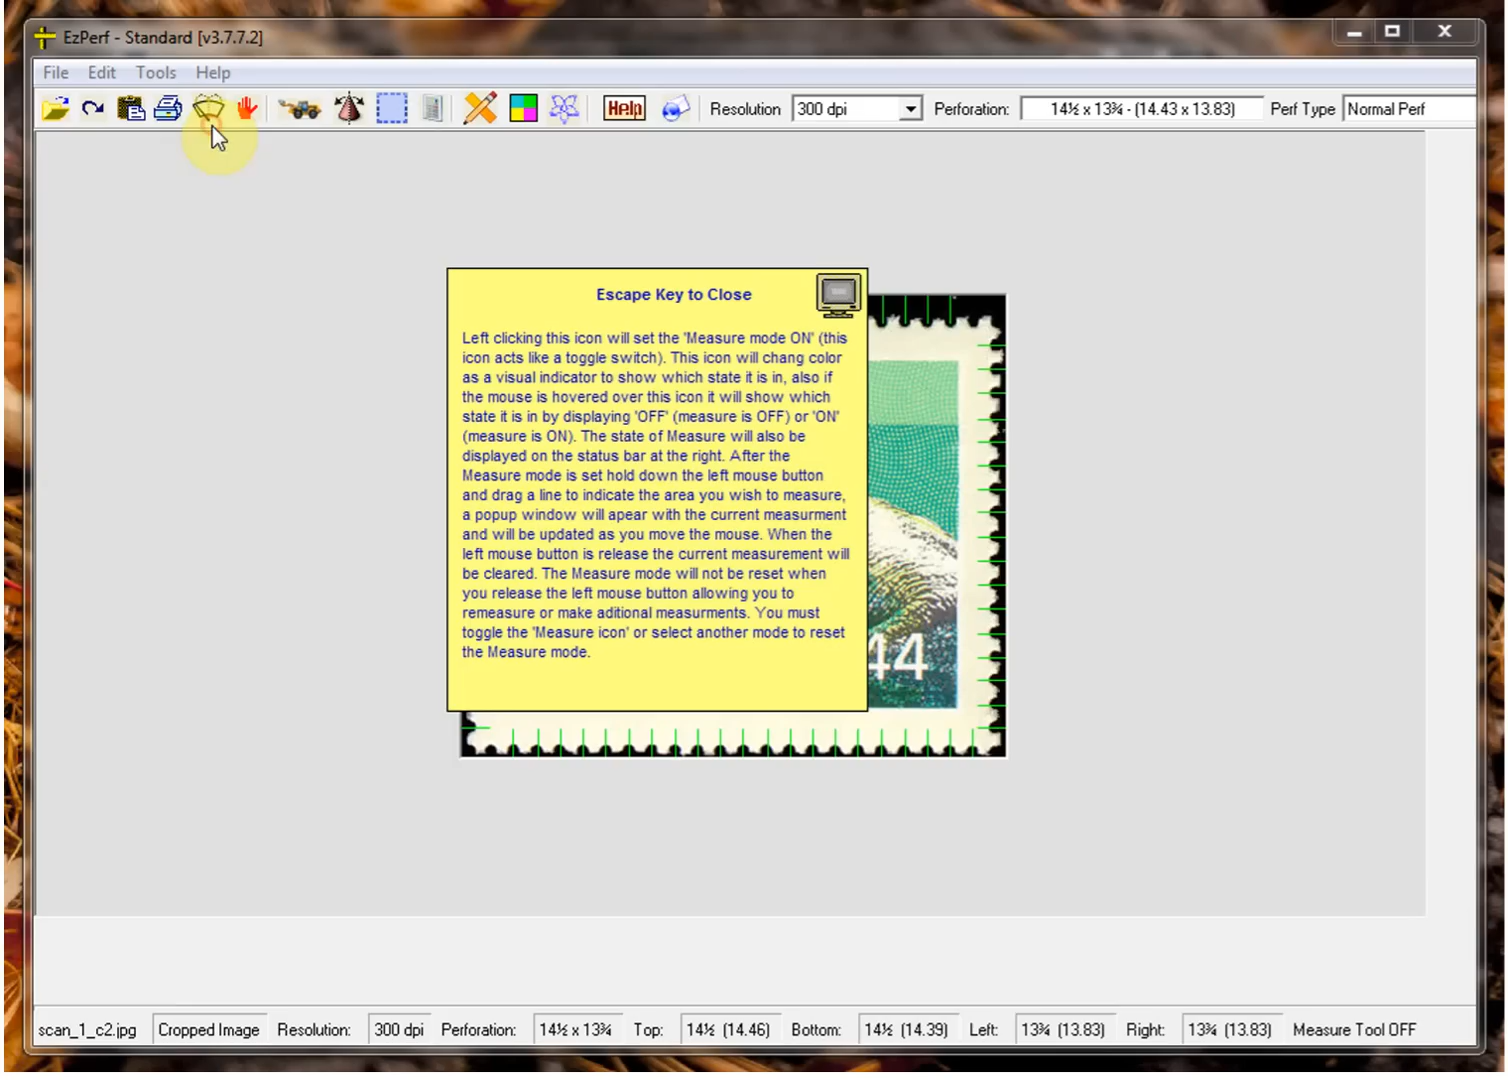 EzPerf - Standard [v3.7.7.2]
File Edit Tools Help
Help Resolution 300 dpi Perforation: 14½ x 13¾ - (14.43 x 13.83) Perf Type Normal Perf
Escape Key to Close
Left clicking this icon will set the 'Measure mode ON' (this
icon acts like a toggle switch). This icon will chang color
as a visual indicator to show which state it is in, also if
the mouse is hovered over this icon it will show which
state it is in by displaying 'OFF' (measure is OFF) or 'ON'
(measure is ON). The state of Measure will also be
displayed on the status bar at the right. After the
Measure mode is set hold down the left mouse button
and drag a line to indicate the area you wish to measure,
a popup window will apear with the current measurment
and will be updated as you move the mouse. When the
left mouse button is release the current measurement will
be cleared. The Measure mode will not be reset when
you release the left mouse button allowing you to
remeasure or make aditional measurments. You must
toggle the 'Measure icon' or select another mode to reset
the Measure mode.
44
scan_1_c2.jpg Cropped Image Resolution: 300 dpi Perforation: 14½ x 13¾ Top: 14½ (14.46) Bottom: 14½ (14.39) Left: 13¾ (13.83) Right: 13¾ (13.83) Measure Tool OFF